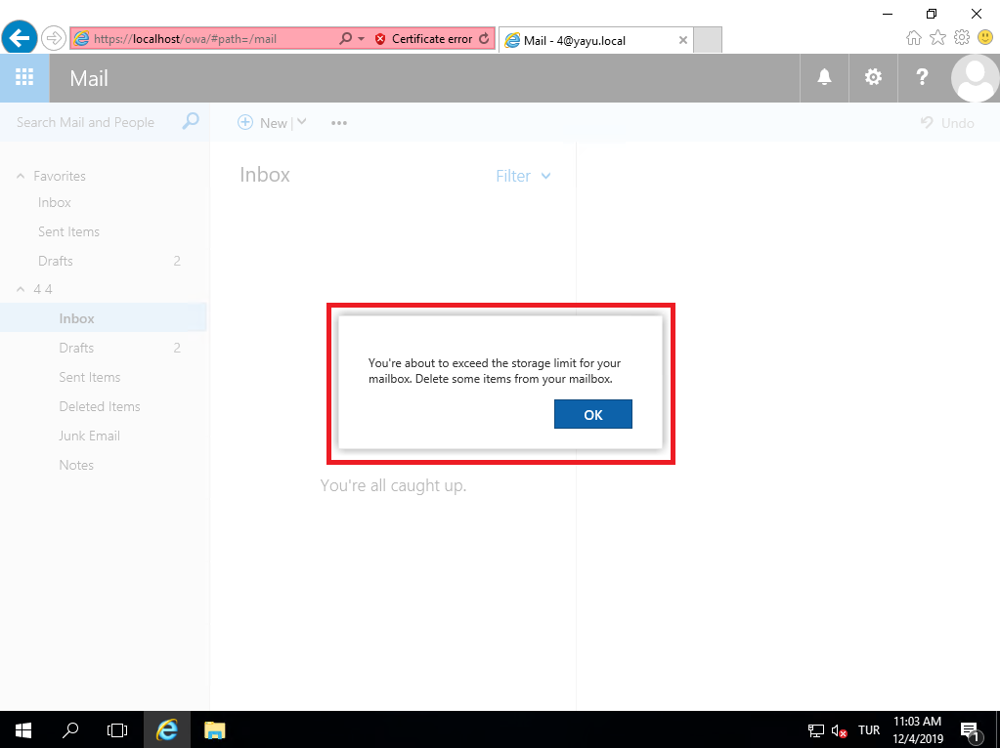 https://localhost/owa/#path=/mail
Certificate error
Mail - 4@yayu.local
Mail
?
Search Mail and People
New
Undo
Favorites
Inbox
Sent Items
Drafts 2
4 4
Inbox
Drafts 2
Sent Items
Deleted Items
Junk Email
Notes
Inbox
Filter
You're about to exceed the storage limit for your
mailbox. Delete some items from your mailbox.
OK
You're all caught up.
TUR
11:03 AM
12/4/2019
1